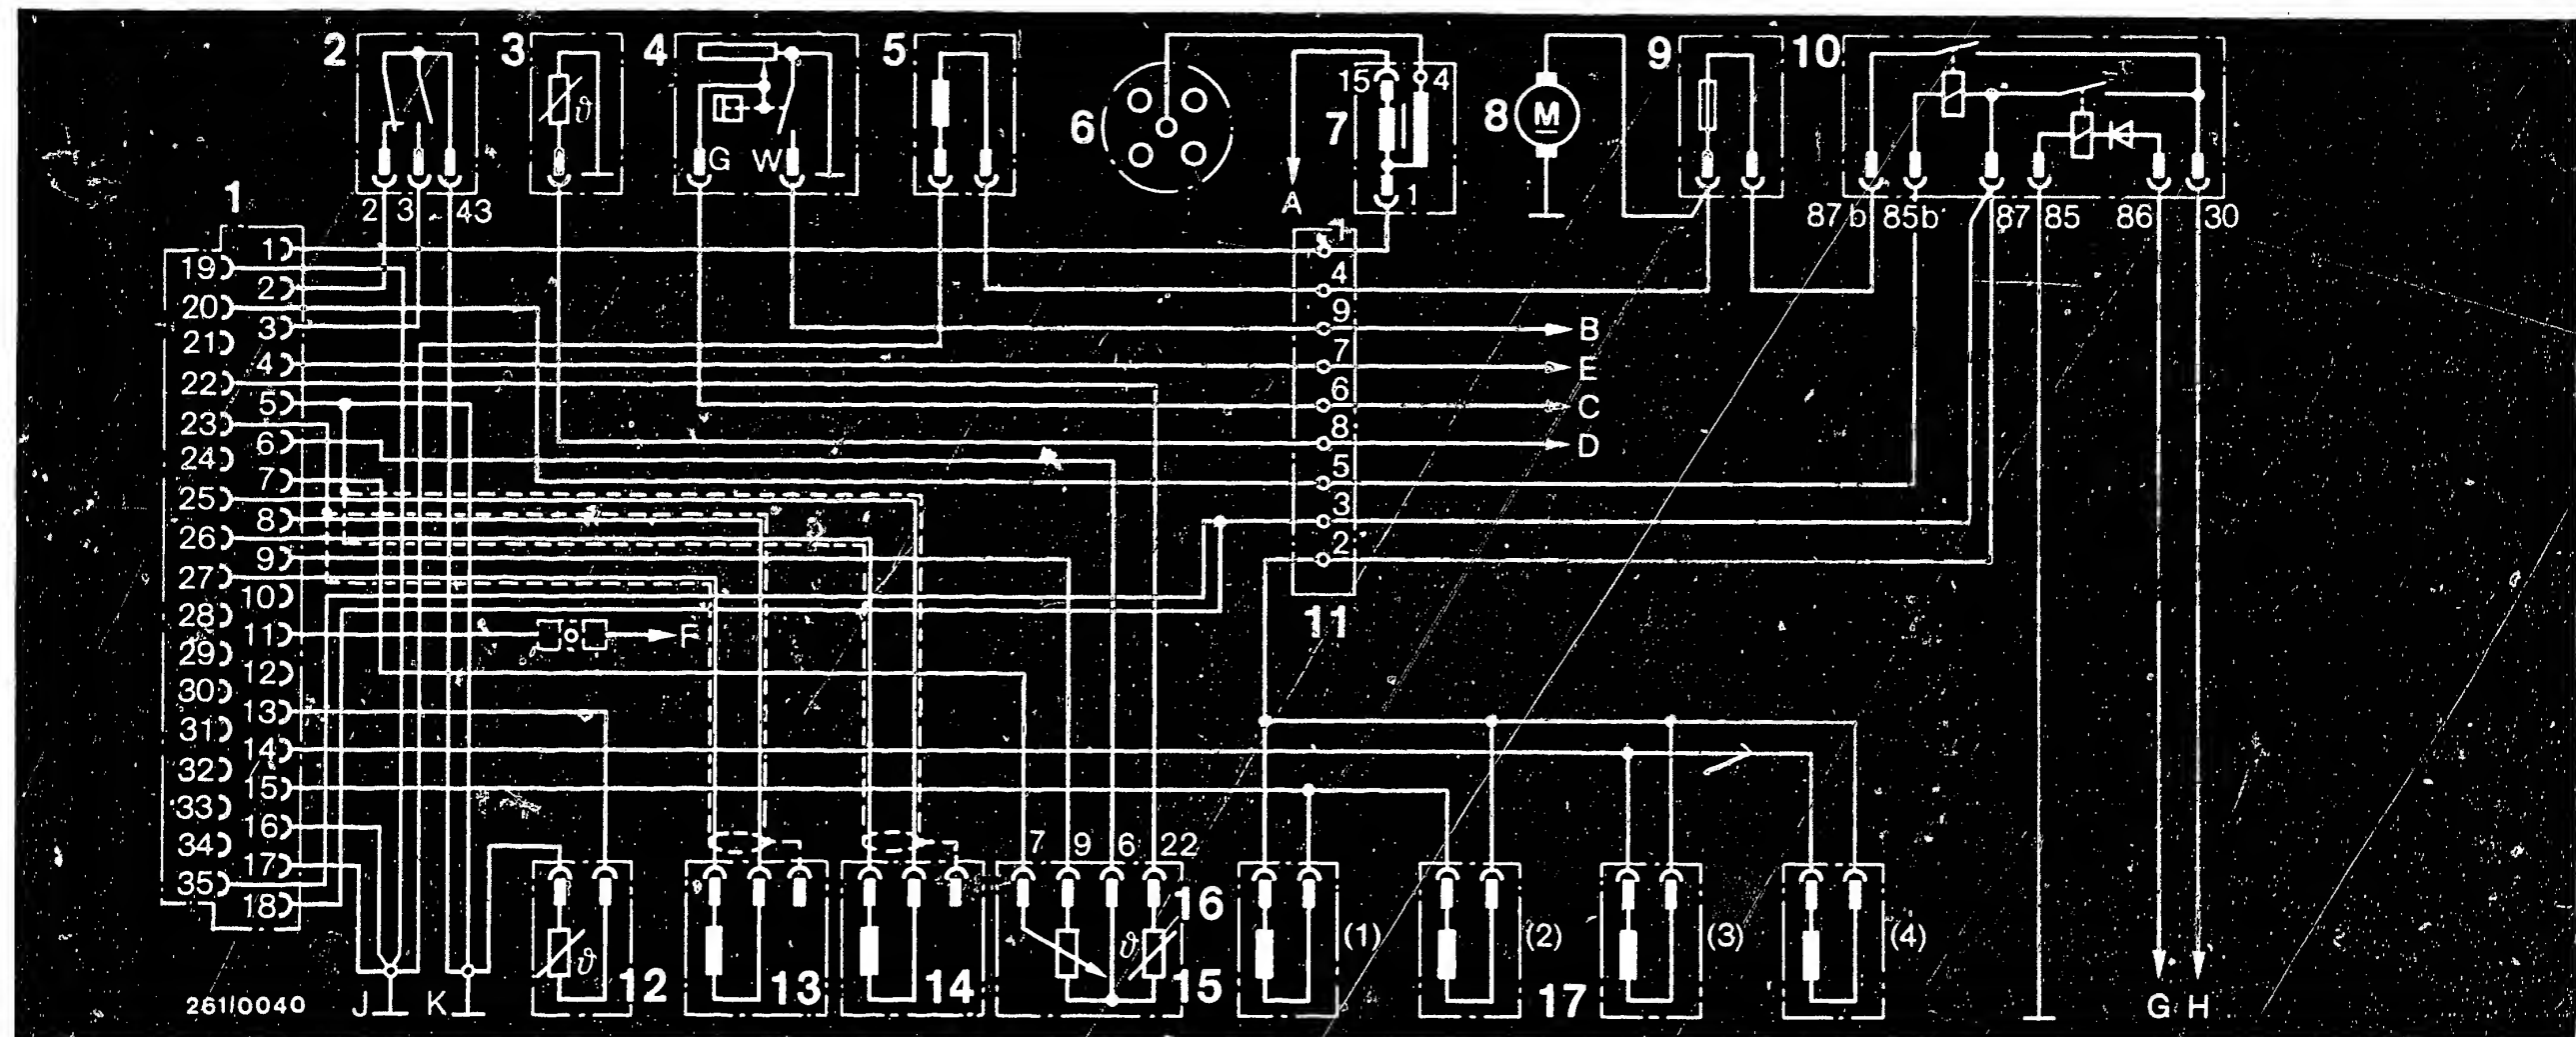 2 3 4 5 6 7 8 9 10
15 4
ϑ
M
G W
1
2 3 43
A
87b 85b 87 85 86 30
1
1 1
19
2 4
20
3 9 B
21
4 7 E
22
5 6 C
23
6 8 D
24
7 5
25
8 3
26
9 2
27
10
28 11
11 F
29
12
30
13
31
14
32
15
33
16
34 7 9 6 22
17
35
18 16
(1) (2) (3) (4)
ϑ ϑ
12 13 14 15 17
261/0040 J K G H